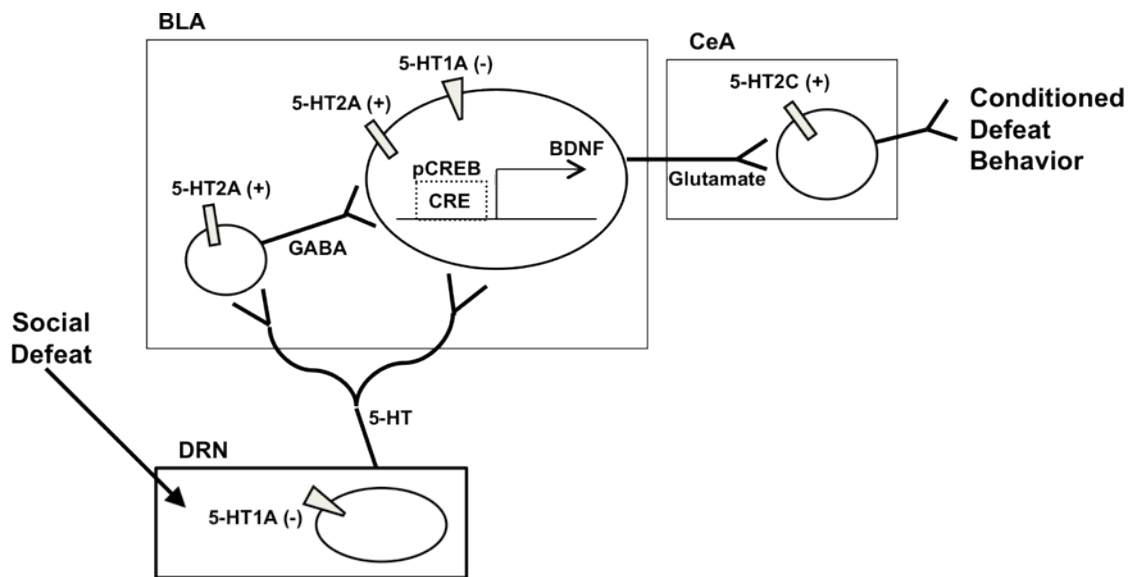 BLA
CeA
5-HT1A (-)
5-HT2A (+)
5-HT2C (+)
Conditioned
Defeat
Behavior
BDNF
pCREB
CRE
Glutamate
5-HT2A (+)
GABA
Social
Defeat
5-HT
DRN
5-HT1A (-)